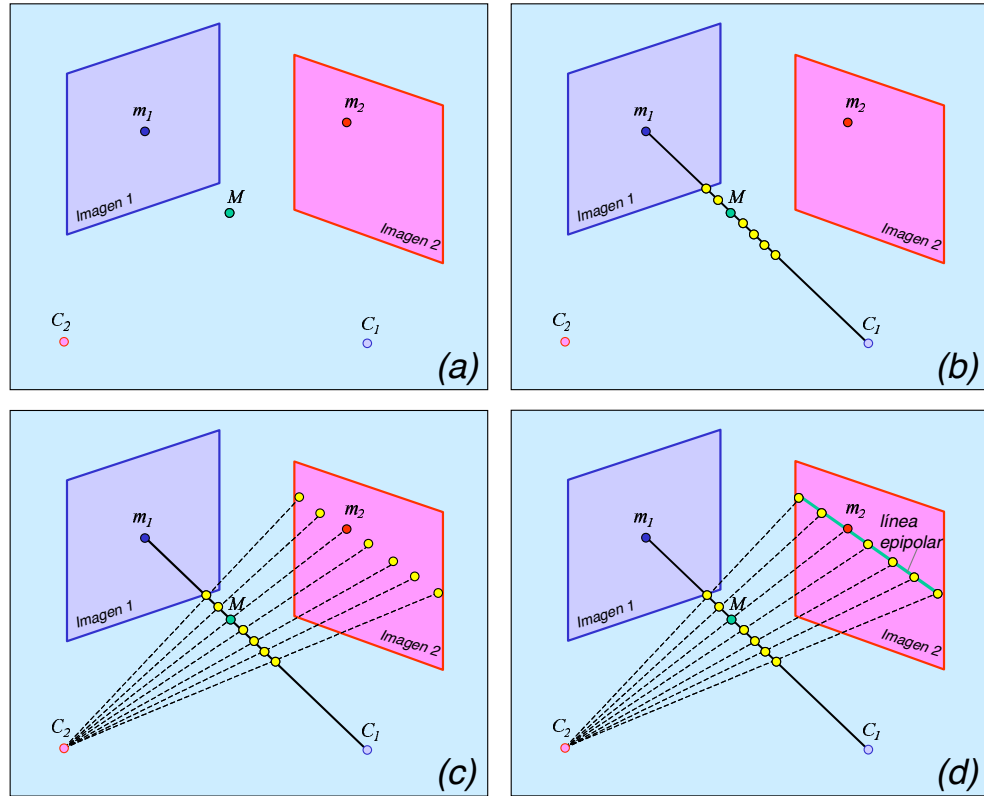 m1
m2
M
Imagen 1
Imagen 2
C2
C1
(a)
m1
m2
M
Imagen 1
Imagen 2
C2
C1
(b)
m1
m2
M
Imagen 1
Imagen 2
C2
C1
(c)
m1
m2
línea
epipolar
M
Imagen 1
Imagen 2
C2
C1
(d)